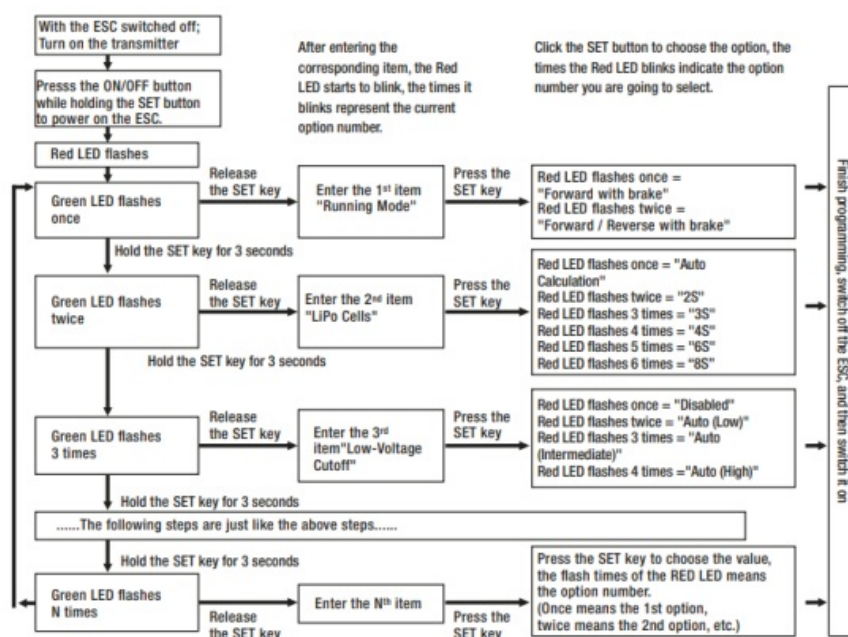 With the ESC switched off;
Turn on the transmitter
After entering the
corresponding item, the Red
LED starts to blink, the times it
blinks represent the current
option number.
Click the SET button to choose the option, the
times the Red LED blinks indicate the option
number you are going to select.
Presss the ON/OFF button
while holding the SET button
to power on the ESC.
Red LED flashes
Green LED flashes
once
Release
the SET key
Enter the 1st item
"Running Mode"
Press the
SET key
Red LED flashes once =
"Forward with brake"
Red LED flashes twice =
"Forward / Reverse with brake"
Hold the SET key for 3 seconds
Green LED flashes
twice
Release
the SET key
Enter the 2nd item
"LiPo Cells"
Press the
SET key
Red LED flashes once = "Auto
Calculation"
Red LED flashes twice = "2S"
Red LED flashes 3 times = "3S"
Red LED flashes 4 times = "4S"
Red LED flashes 5 times = "6S"
Red LED flashes 6 times = "8S"
Hold the SET key for 3 seconds
Green LED flashes
3 times
Release
the SET key
Enter the 3rd
item"Low-Voltage
Cutoff"
Press the
SET key
Red LED flashes once = "Disabled"
Red LED flashes twice = "Auto (Low)"
Red LED flashes 3 times = "Auto
(Intermediate)"
Red LED flashes 4 times ="Auto (High)"
Hold the SET key for 3 seconds
......The following steps are just like the above steps......
Hold the SET key for 3 seconds
Green LED flashes
N times
Release
the SET key
Enter the Nth item
Press the
SET key
Press the SET key to choose the value,
the flash times of the RED LED means
the option number.
(Once means the 1st option,
twice means the 2nd option, etc.)
Finish programming, switch off the ESC, and then switch it on